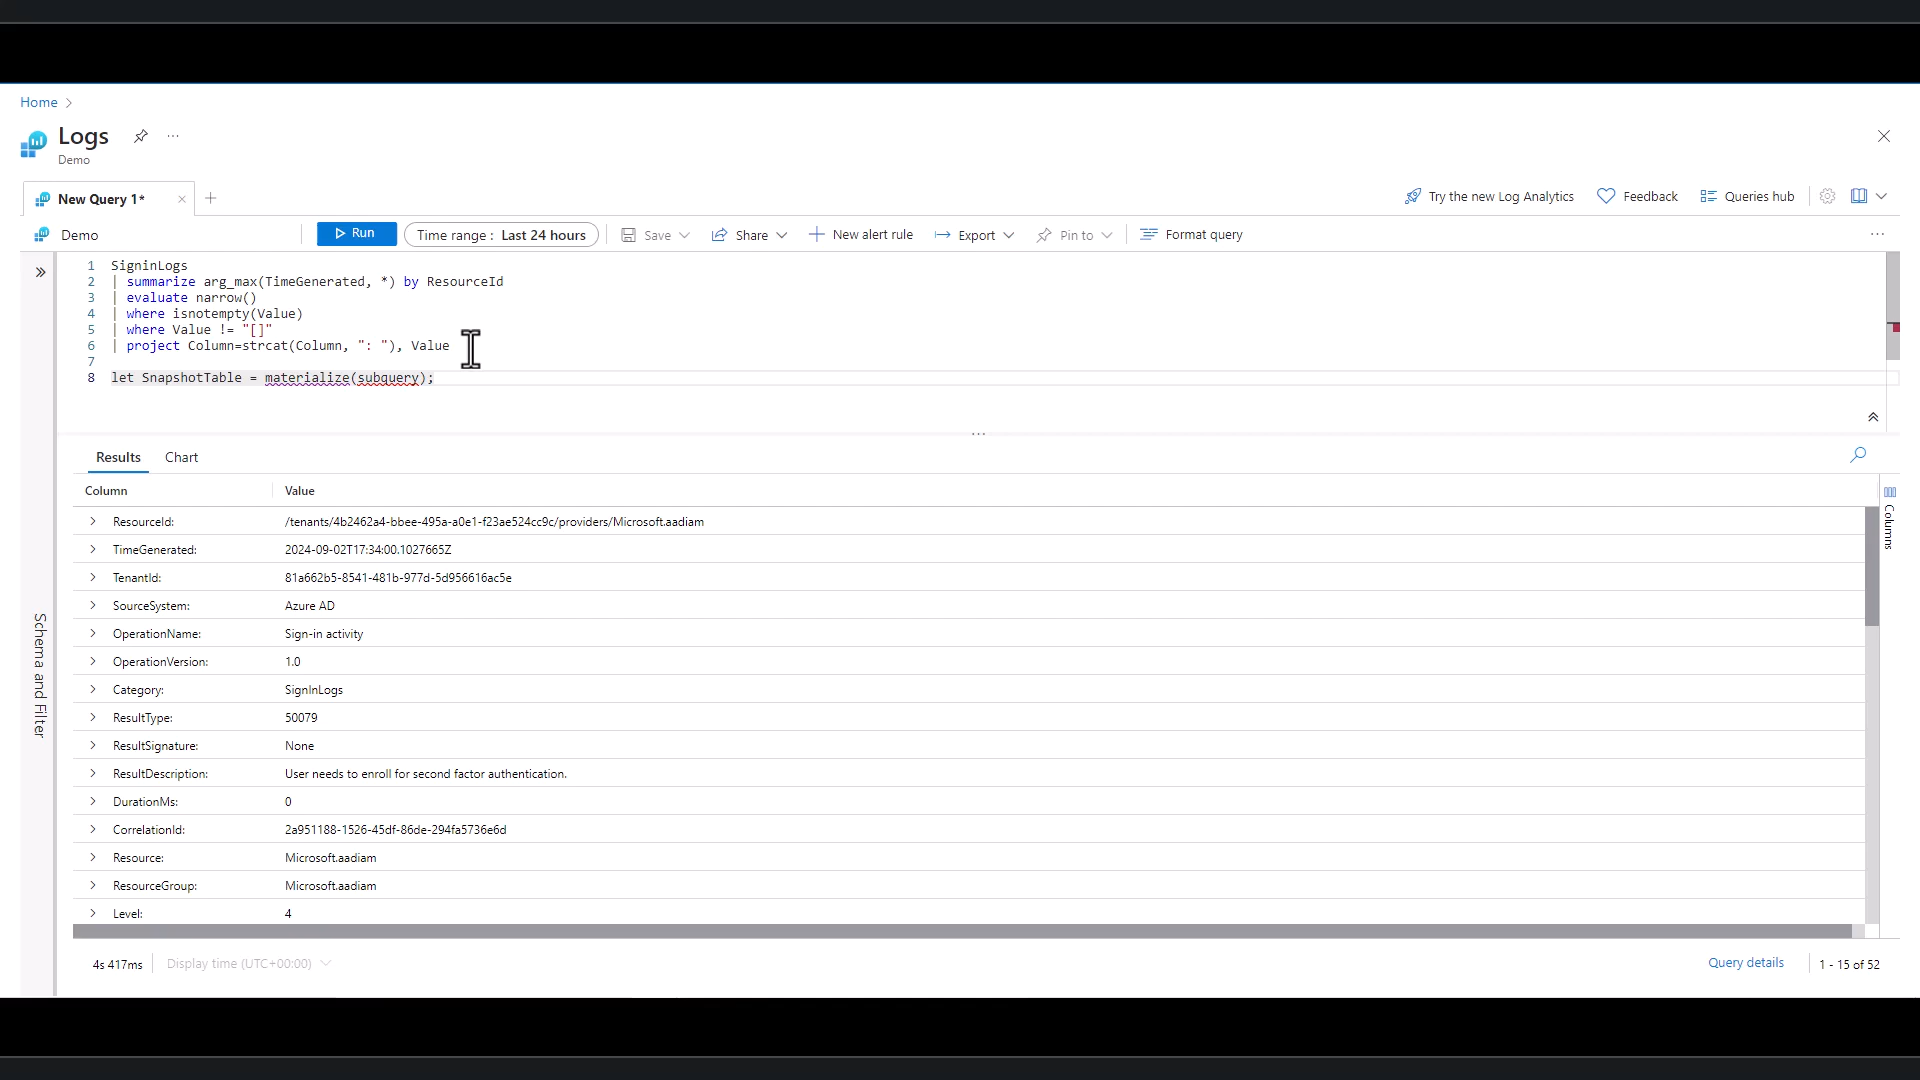 Home
Logs
Demo
New Query 1*
Try the new Log Analytics
Feedback
Queries hub
Demo
Run
Time range : Last 24 hours
Save
Share
New alert rule
Export
Pin to
Format query
1 SigninLogs
2 | summarize arg_max(TimeGenerated, *) by ResourceId
3 | evaluate narrow()
4 | where isnotempty(Value)
5 | where Value != "[]"
6 | project Column=strcat(Column, ": "), Value
7
8 let SnapshotTable = materialize(subquery);
Schema and Filter
Results
Chart
Column Value
Columns
ResourceId: /tenants/4b2462a4-bbee-495a-a0e1-f23ae524cc9c/providers/Microsoft.aadiam
TimeGenerated: 2024-09-02T17:34:00.1027665Z
TenantId: 81a662b5-8541-481b-977d-5d956616ac5e
SourceSystem: Azure AD
OperationName: Sign-in activity
OperationVersion: 1.0
Category: SignInLogs
ResultType: 50079
ResultSignature: None
ResultDescription: User needs to enroll for second factor authentication.
DurationMs: 0
CorrelationId: 2a951188-1526-45df-86de-294fa5736e6d
Resource: Microsoft.aadiam
ResourceGroup: Microsoft.aadiam
Level: 4
4s 417ms
Display time (UTC+00:00)
Query details
1 - 15 of 52